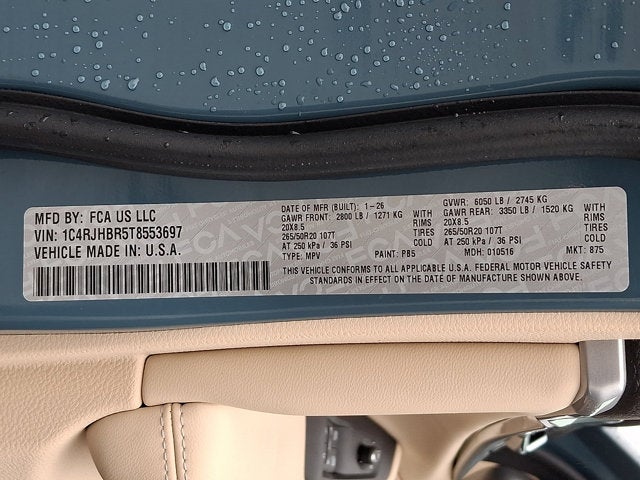 MFD BY: FCA US LLC
VIN: 1C4RJHBR5T8553697
VEHICLE MADE IN: U.S.A.
DATE OF MFR (BUILT): 1-26 GVWR: 6050 LB / 2745 KG
GAWR FRONT: 2800 LB / 1271 KG WITH GAWR REAR: 3350 LB / 1520 KG WITH
20X8.5 RIMS 20X8.5 RIMS
265/50R20 107T TIRES 265/50R20 107T TIRES
AT 250 kPa / 36 PSI AT 250 kPa / 36 PSI
TYPE: MPV PAINT: PB5 MDH: 010516 MKT: 875
THIS VEHICLE CONFORMS TO ALL APPLICABLE U.S.A. FEDERAL MOTOR VEHICLE SAFETY
STANDARDS IN EFFECT ON THE DATE OF MANUFACTURE SHOWN ABOVE.